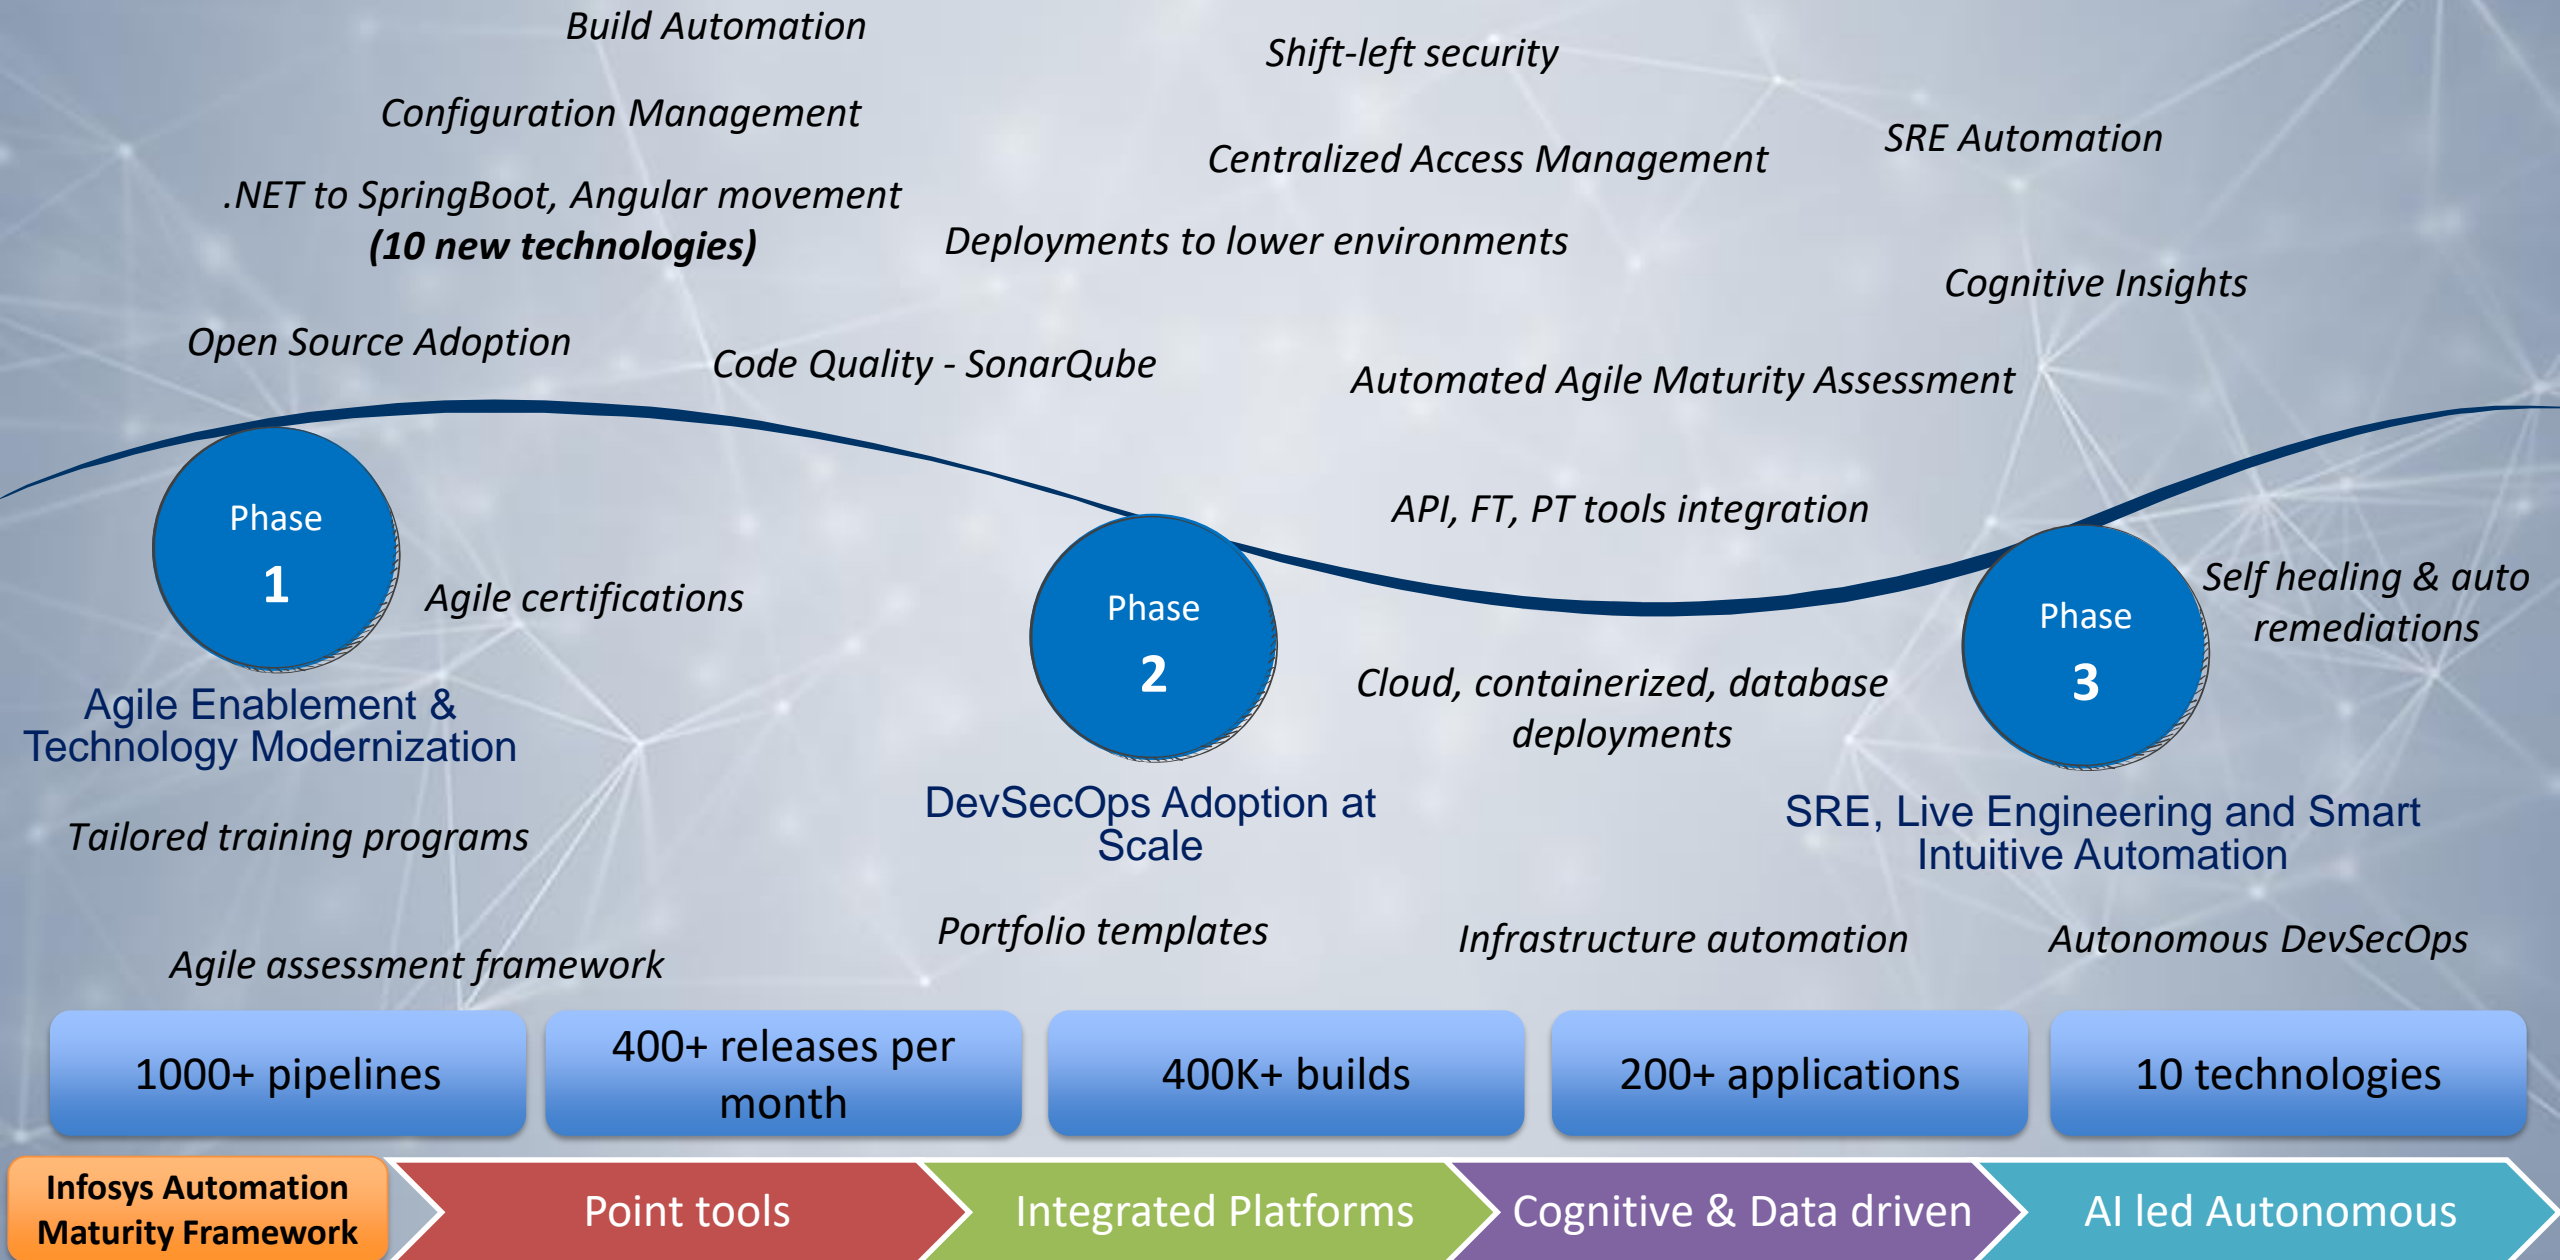 Build Automation
Shift-left security
Configuration Management
SRE Automation
Centralized Access Management
.NET to SpringBoot, Angular movement
(10 new technologies)
Deployments to lower environments
Cognitive Insights
Open Source Adoption
Code Quality - SonarQube
Automated Agile Maturity Assessment
Phase
1
API, FT, PT tools integration
Agile certifications
Phase
2
Phase
3
Self healing & auto
remediations
Cloud, containerized, database
deployments
Agile Enablement &
Technology Modernization
DevSecOps Adoption at
Scale
SRE, Live Engineering and Smart
Intuitive Automation
Tailored training programs
Portfolio templates
Infrastructure automation
Autonomous DevSecOps
Agile assessment framework
1000+ pipelines
400+ releases per
month
400K+ builds
200+ applications
10 technologies
Infosys Automation
Maturity Framework
Point tools
Integrated Platforms
Cognitive & Data driven
AI led Autonomous